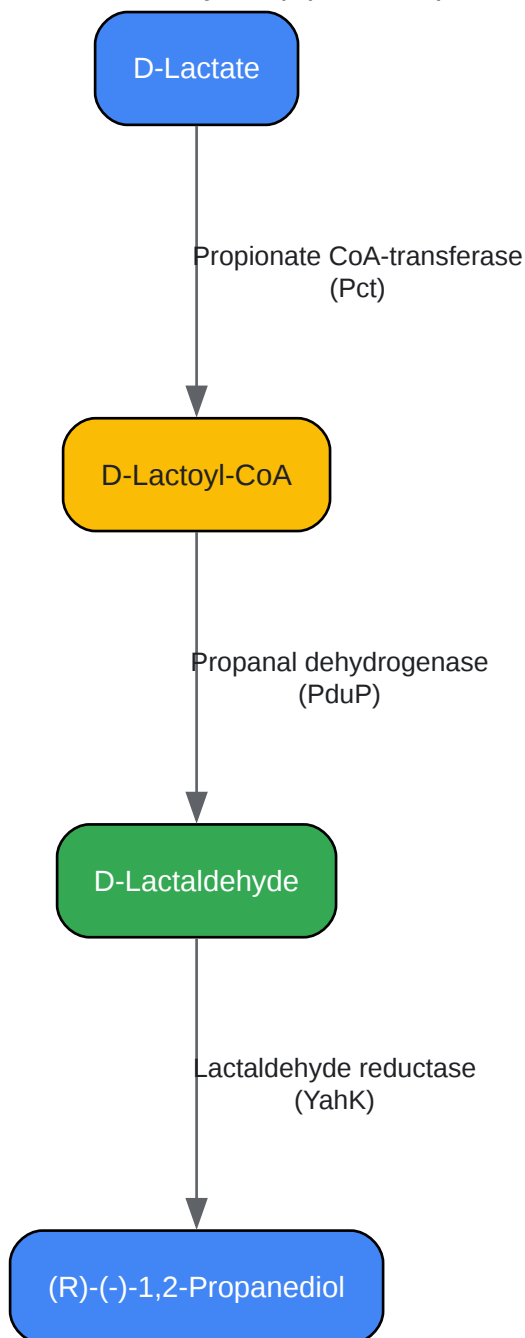 D-Lactate
Propionate CoA-transferase
(Pct)
D-Lactoyl-CoA
Propanal dehydrogenase
(PduP)
D-Lactaldehyde
Lactaldehyde reductase
(YahK)
(R)-(-)-1,2-Propanediol